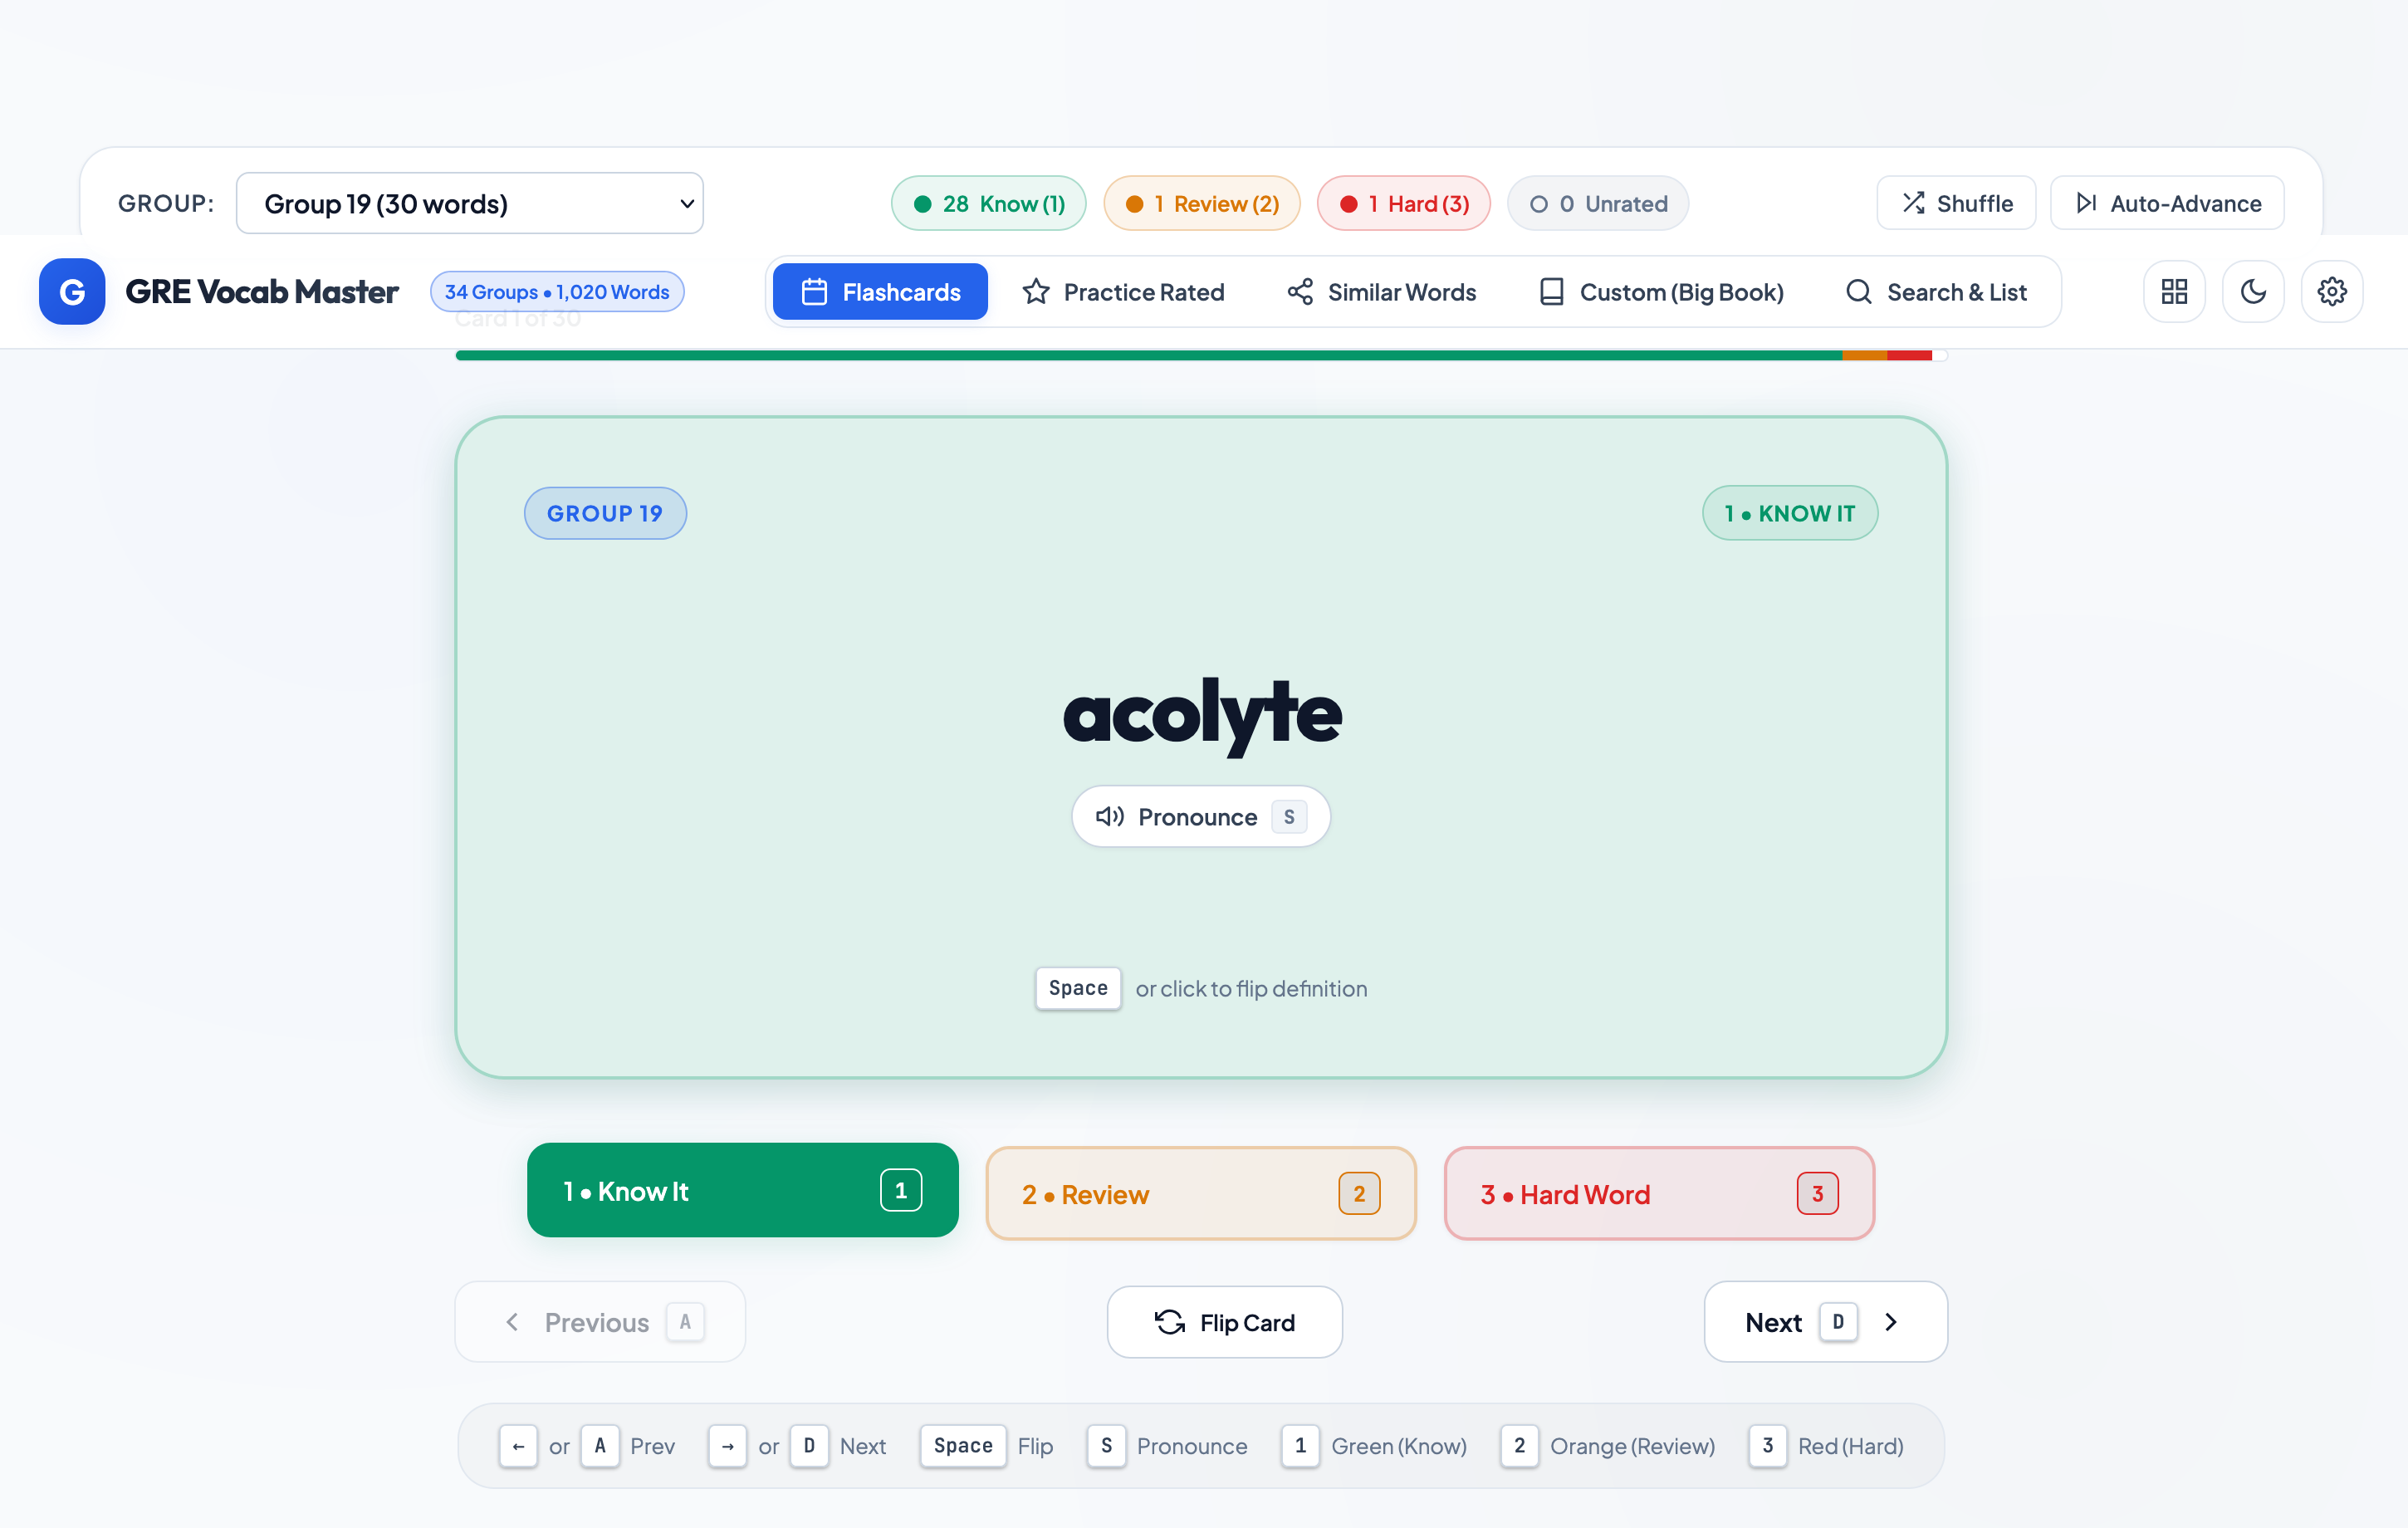 GROUP: Group 19 (30 words) 28 Know (1) 1 Review (2) 1 Hard (3) 0 Unrated Shuffle Auto-Advance
G GRE Vocab Master 34 Groups • 1,020 Words Flashcards Practice Rated Similar Words Custom (Big Book) Search & List
Card 1 of 30
GROUP 19 1 • KNOW IT
acolyte
Pronounce S
Space or click to flip definition
1 • Know It 1 2 • Review 2 3 • Hard Word 3
Previous A Flip Card Next D
← or A Prev → or D Next Space Flip S Pronounce 1 Green (Know) 2 Orange (Review) 3 Red (Hard)